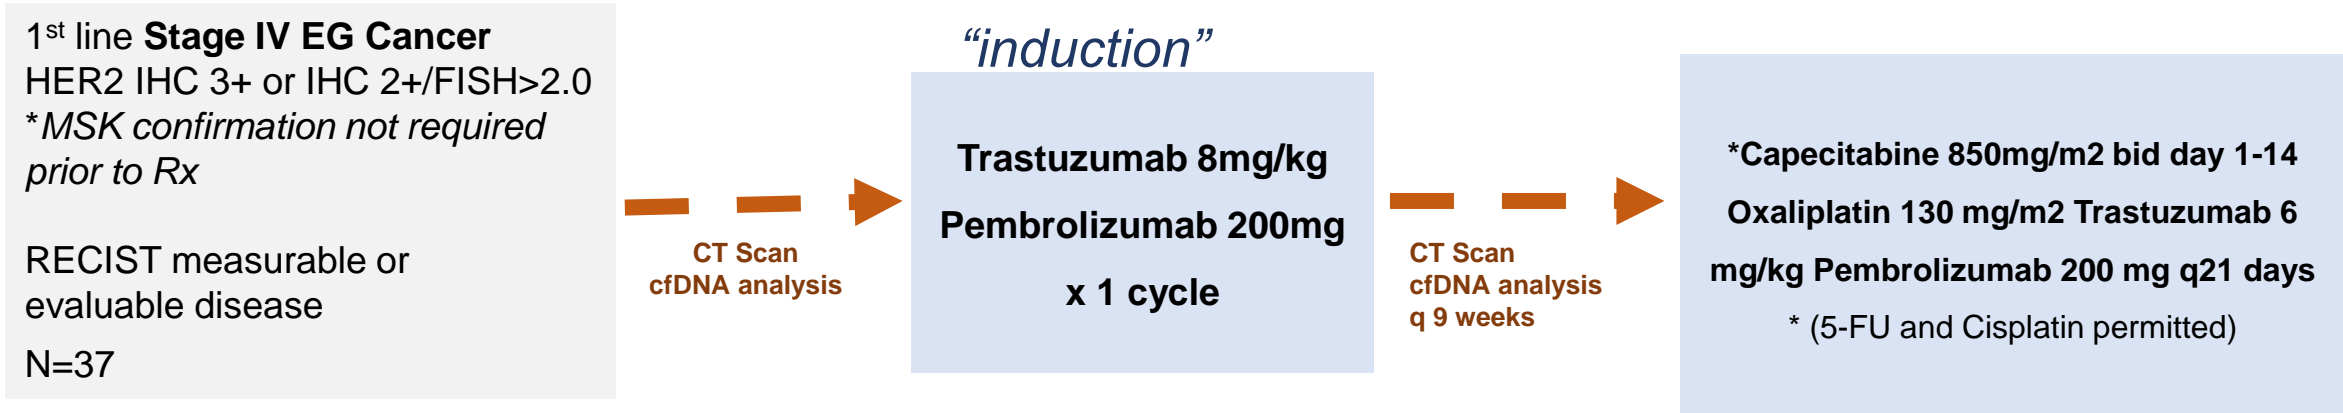 1st line Stage IV EG Cancer
HER2 IHC 3+ or IHC 2+/FISH>2.0
*MSK confirmation not required
prior to Rx
RECIST measurable or
evaluable disease
N=37
CT Scan
cfDNA analysis
“induction”
Trastuzumab 8mg/kg
Pembrolizumab 200mg
x 1 cycle
CT Scan
cfDNA analysis
q 9 weeks
*Capecitabine 850mg/m2 bid day 1-14
Oxaliplatin 130 mg/m2 Trastuzumab 6
mg/kg Pembrolizumab 200 mg q21 days
* (5-FU and Cisplatin permitted)